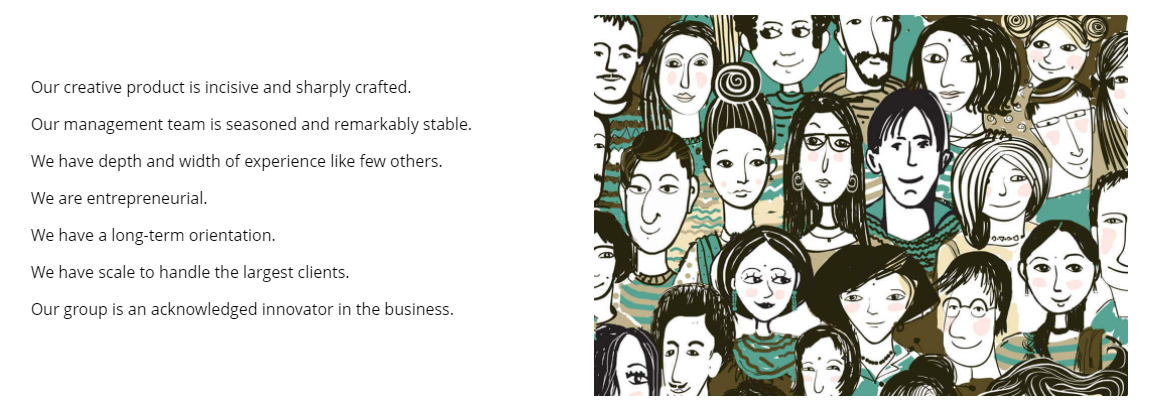 Our creative product is incisive and sharply crafted.
Our management team is seasoned and remarkably stable.
We have depth and width of experience like few others.
We are entrepreneurial.
We have a long-term orientation.
We have scale to handle the largest clients.
Our group is an acknowledged innovator in the business.